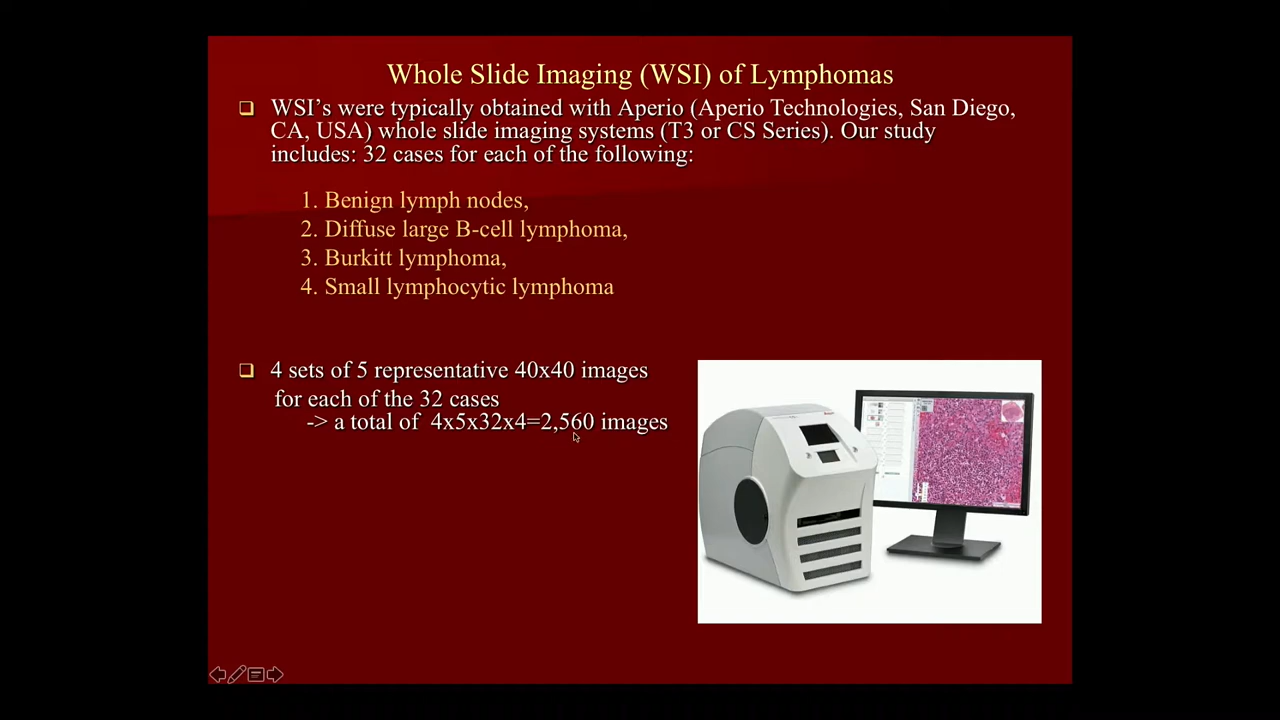 Whole Slide Imaging (WSI) of Lymphomas
WSI's were typically obtained with Aperio (Aperio Technologies, San Diego,
CA, USA) whole slide imaging systems (T3 or CS Series). Our study
includes: 32 cases for each of the following:
1. Benign lymph nodes,
2. Diffuse large B-cell lymphoma,
3. Burkitt lymphoma,
4. Small lymphocytic lymphoma
4 sets of 5 representative 40x40 images
for each of the 32 cases
-> a total of 4x5x32x4=2,560 images